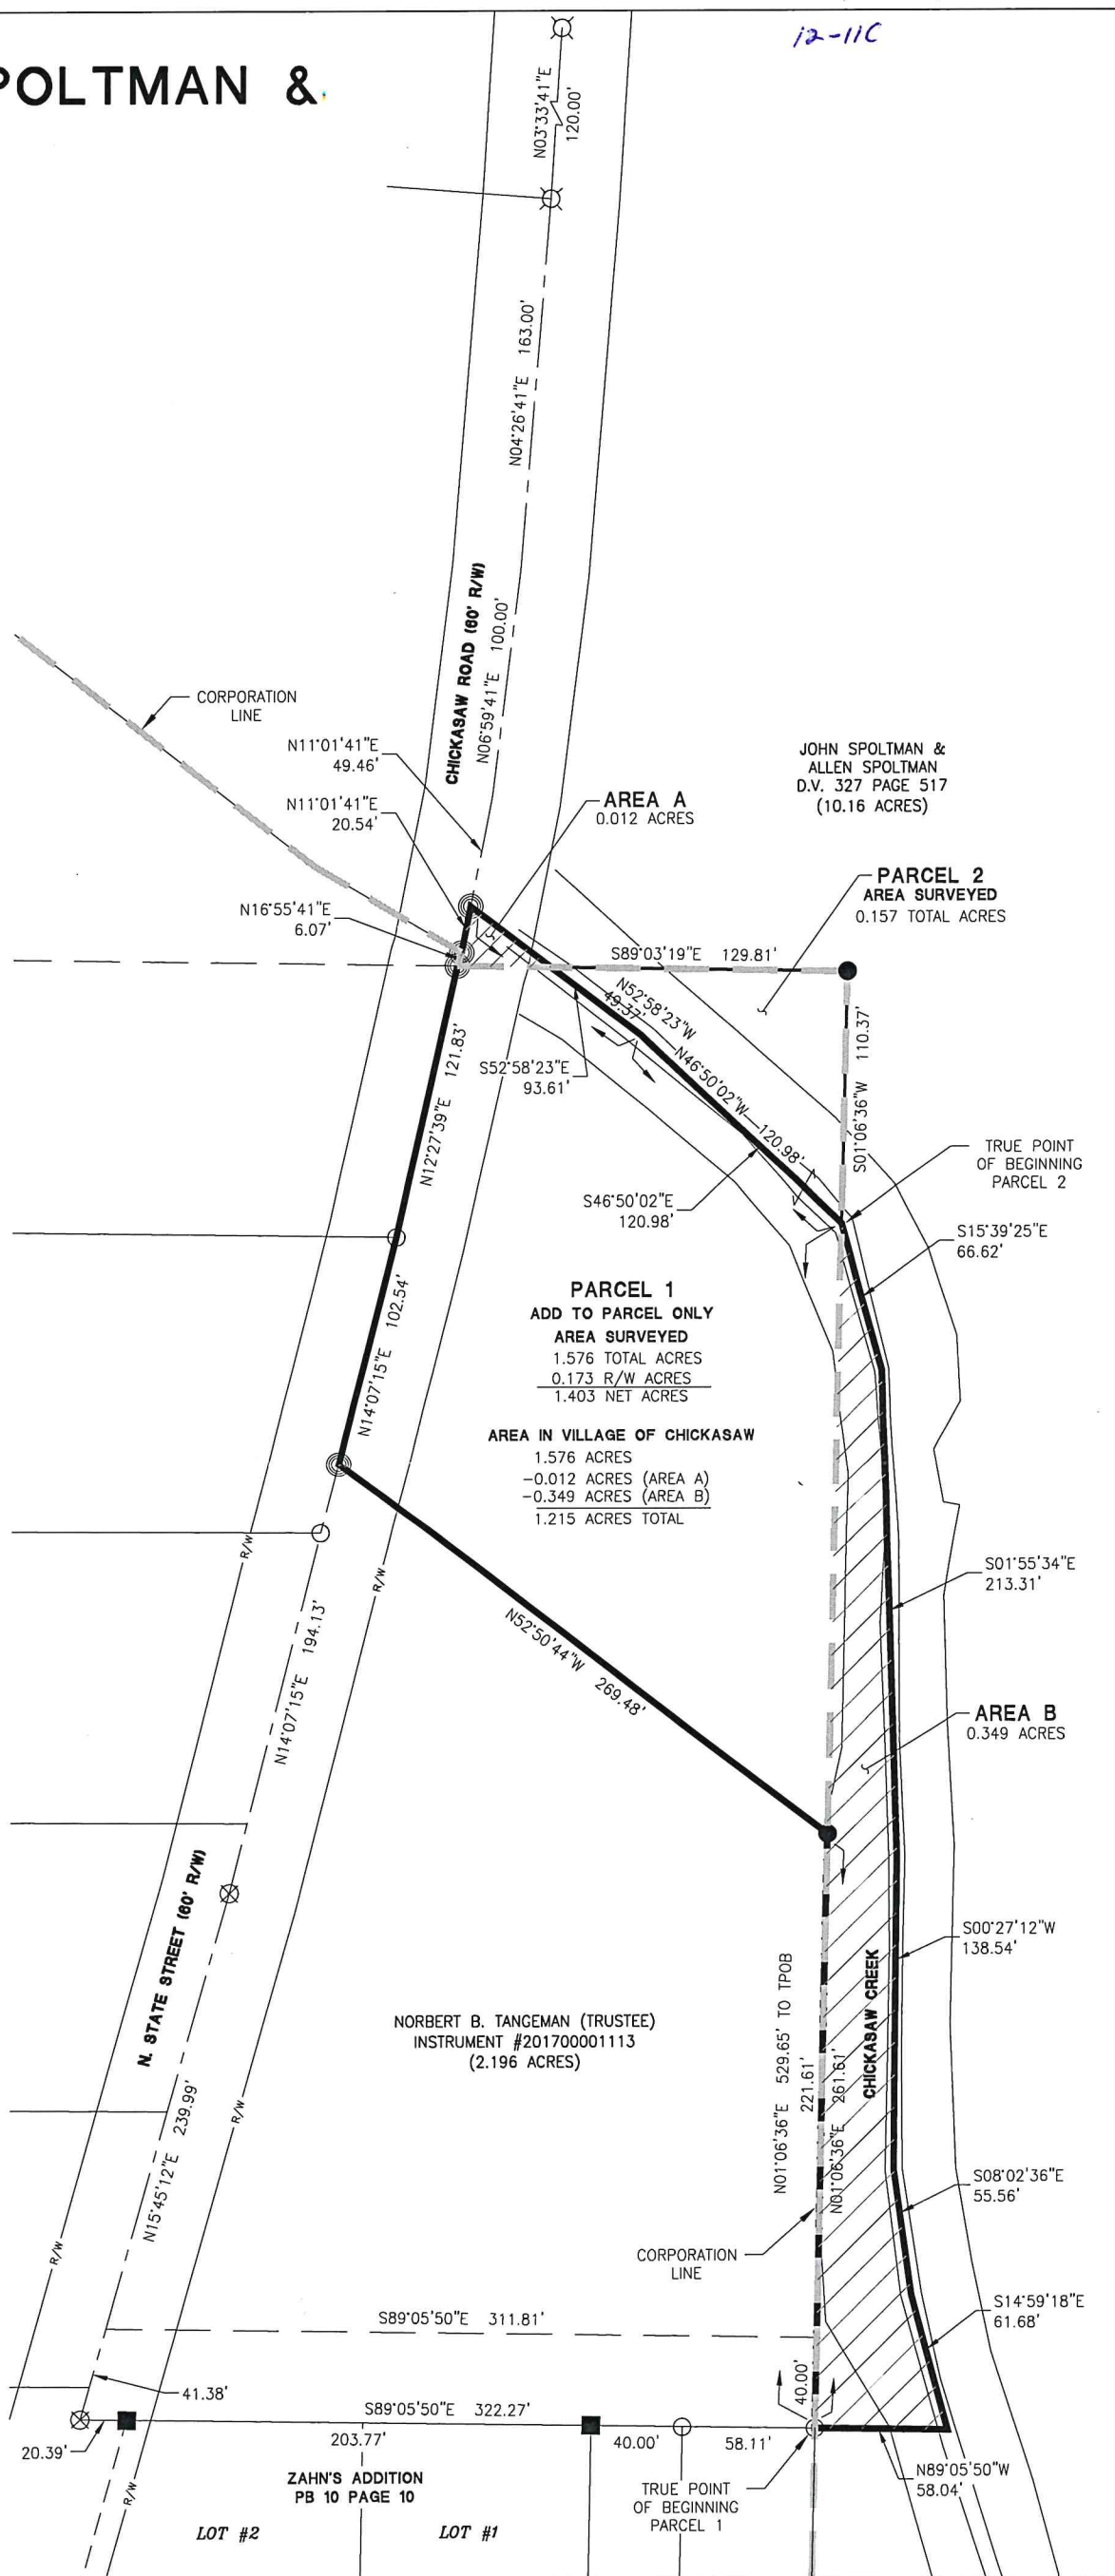 12-11C
POLTMAN &
N03°33'41"E
120.00'
N04°26'41"E 163.00'
CHICKASAW ROAD (60' R/W)
N06°59'41"E 100.00'
CORPORATION
LINE
N11°01'41"E
49.46'
N11°01'41"E
20.54'
AREA A
0.012 ACRES
JOHN SPOLTMAN &
ALLEN SPOLTMAN
D.V. 327 PAGE 517
(10.16 ACRES)
PARCEL 2
AREA SURVEYED
0.157 TOTAL ACRES
N16°55'41"E
6.07'
S89°03'19"E 129.81'
N52°58'23"W
49.37'
S52°58'23"E
93.61'
N46°50'02"W
120.98'
S01°06'36"W 110.37'
N12°27'39"E 121.83'
TRUE POINT
OF BEGINNING
PARCEL 2
S46°50'02"E
120.98'
S15°39'25"E
66.62'
PARCEL 1
ADD TO PARCEL ONLY
AREA SURVEYED
1.576 TOTAL ACRES
0.173 R/W ACRES
1.403 NET ACRES
N14°07'15"E 102.54'
AREA IN VILLAGE OF CHICKASAW
1.576 ACRES
-0.012 ACRES (AREA A)
-0.349 ACRES (AREA B)
1.215 ACRES TOTAL
R/W
R/W
S01°55'34"E
213.31'
N14°07'15"E 194.13'
N52°50'44"W 269.48'
AREA B
0.349 ACRES
N. STATE STREET (60' R/W)
S00°27'12"W
138.54'
CHICKASAW CREEK
NORBERT B. TANGEMAN (TRUSTEE)
INSTRUMENT #201700001113
(2.196 ACRES)
N01°06'36"E 529.65' TO TPOB
221.61'
N01°06'36"E 261.61'
N15°45'12"E 239.99'
R/W
R/W
S08°02'36"E
55.56'
CORPORATION
LINE
S14°59'18"E
61.68'
S89°05'50"E 311.81'
41.38'
40.00'
S89°05'50"E 322.27'
20.39'
203.77'
40.00'
58.11'
N89°05'50"W
58.04'
R/W
ZAHN'S ADDITION
PB 10 PAGE 10
TRUE POINT
OF BEGINNING
PARCEL 1
LOT #2
LOT #1